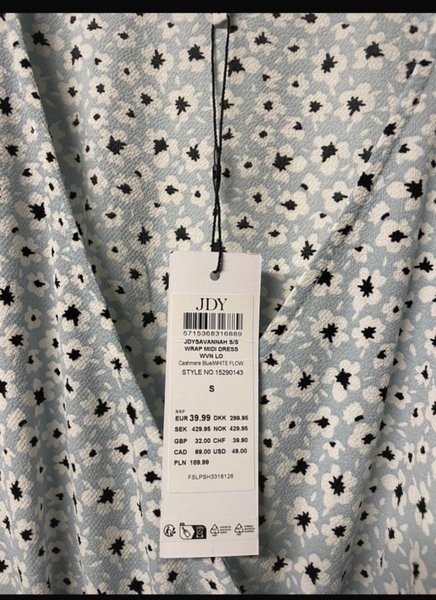 JDY
5715368316889
JDYSAVANNAH S/S
WRAP MIDI DRESS
WVN LO
Cashmere Blue/WHITE FLOW
STYLE NO.15290143
S
RRP
EUR 39.99 DKK 299.95
SEK 429.95 NOK 429.95
GBP 32.00 CHF 39.90
CAD 69.00 USD 49.00
PLN 189.99
FSLPSH3316126